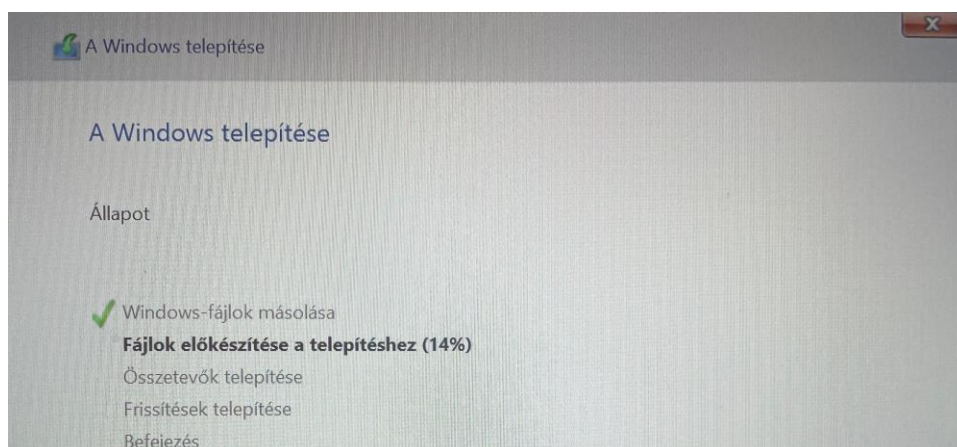 A Windows telepítése
A Windows telepítése
Állapot
Windows-fájlok másolása
Fájlok előkészítése a telepítéshez (14%)
Összetevők telepítése
Frissítések telepítése
Befejezés